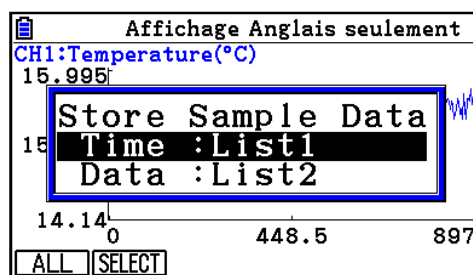 Affichage Anglais seulement
CH1:Temperature(°C)
15.995
Store Sample Data
Time :List1
15
Data :List2
14.14
0 448.5 897
ALL SELECT